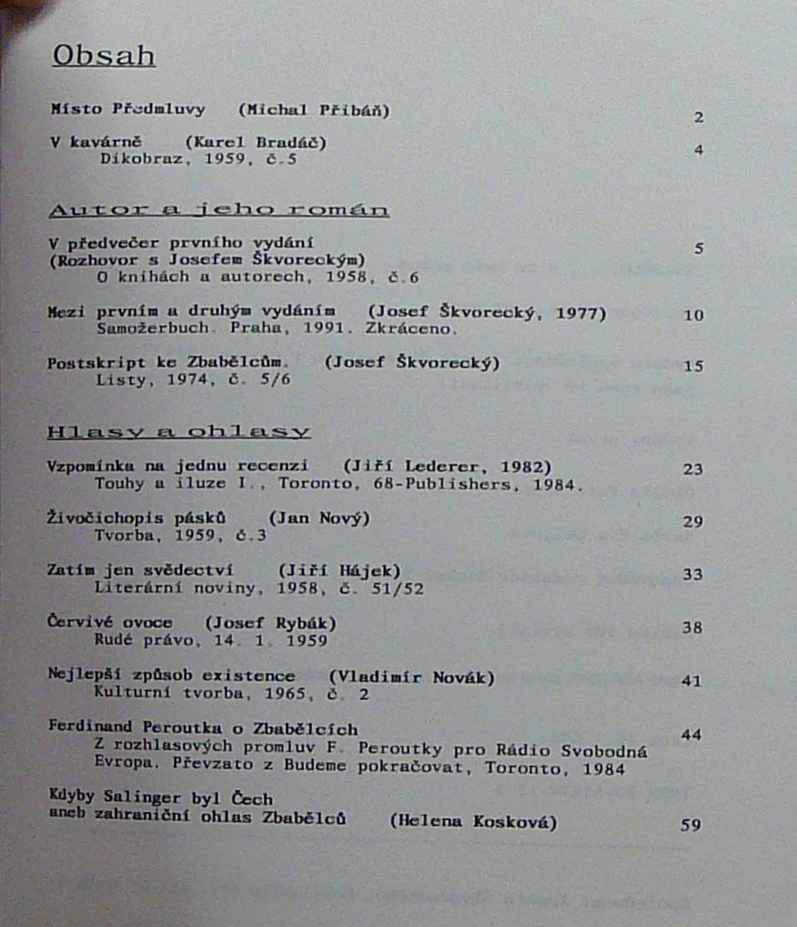 Obsah
Místo Předmluvy (Michal Přibáň) 2
V kavárně (Karel Bradáč) 4
Dikobraz, 1959, č.5
Autor a jeho román
V předvečer prvního vydání 5
(Rozhovor s Josefem Škvoreckým)
O knihách a autorech, 1958, č.6
Mezi prvním a druhým vydáním (Josef Škvorecký, 1977) 10
Samožerbuch. Praha, 1991. Zkráceno.
Postskript ke Zbabělcům. (Josef Škvorecký) 15
Listy, 1974, č. 5/6
Hlasy a ohlasy
Vzpomínka na jednu recenzi (Jiří Lederer, 1982) 23
Touhy a iluze I., Toronto, 68-Publishers, 1984.
Živočichopis pásků (Jan Nový) 29
Tvorba, 1959, č.3
Zatím jen svědectví (Jiří Hájek) 33
Literární noviny, 1958, č. 51/52
Červivé ovoce (Josef Rybák) 38
Rudé právo, 14. 1. 1959
Nejlepší způsob existence (Vladimír Novák) 41
Kulturní tvorba, 1965, č. 2
Ferdinand Peroutka o Zbabělcích 44
Z rozhlasových promluv F. Peroutky pro Rádio Svobodná
Evropa. Převzato z Budeme pokračovat, Toronto, 1984
Kdyby Salinger byl Čech
aneb zahraniční ohlas Zbabělců (Helena Kosková) 59